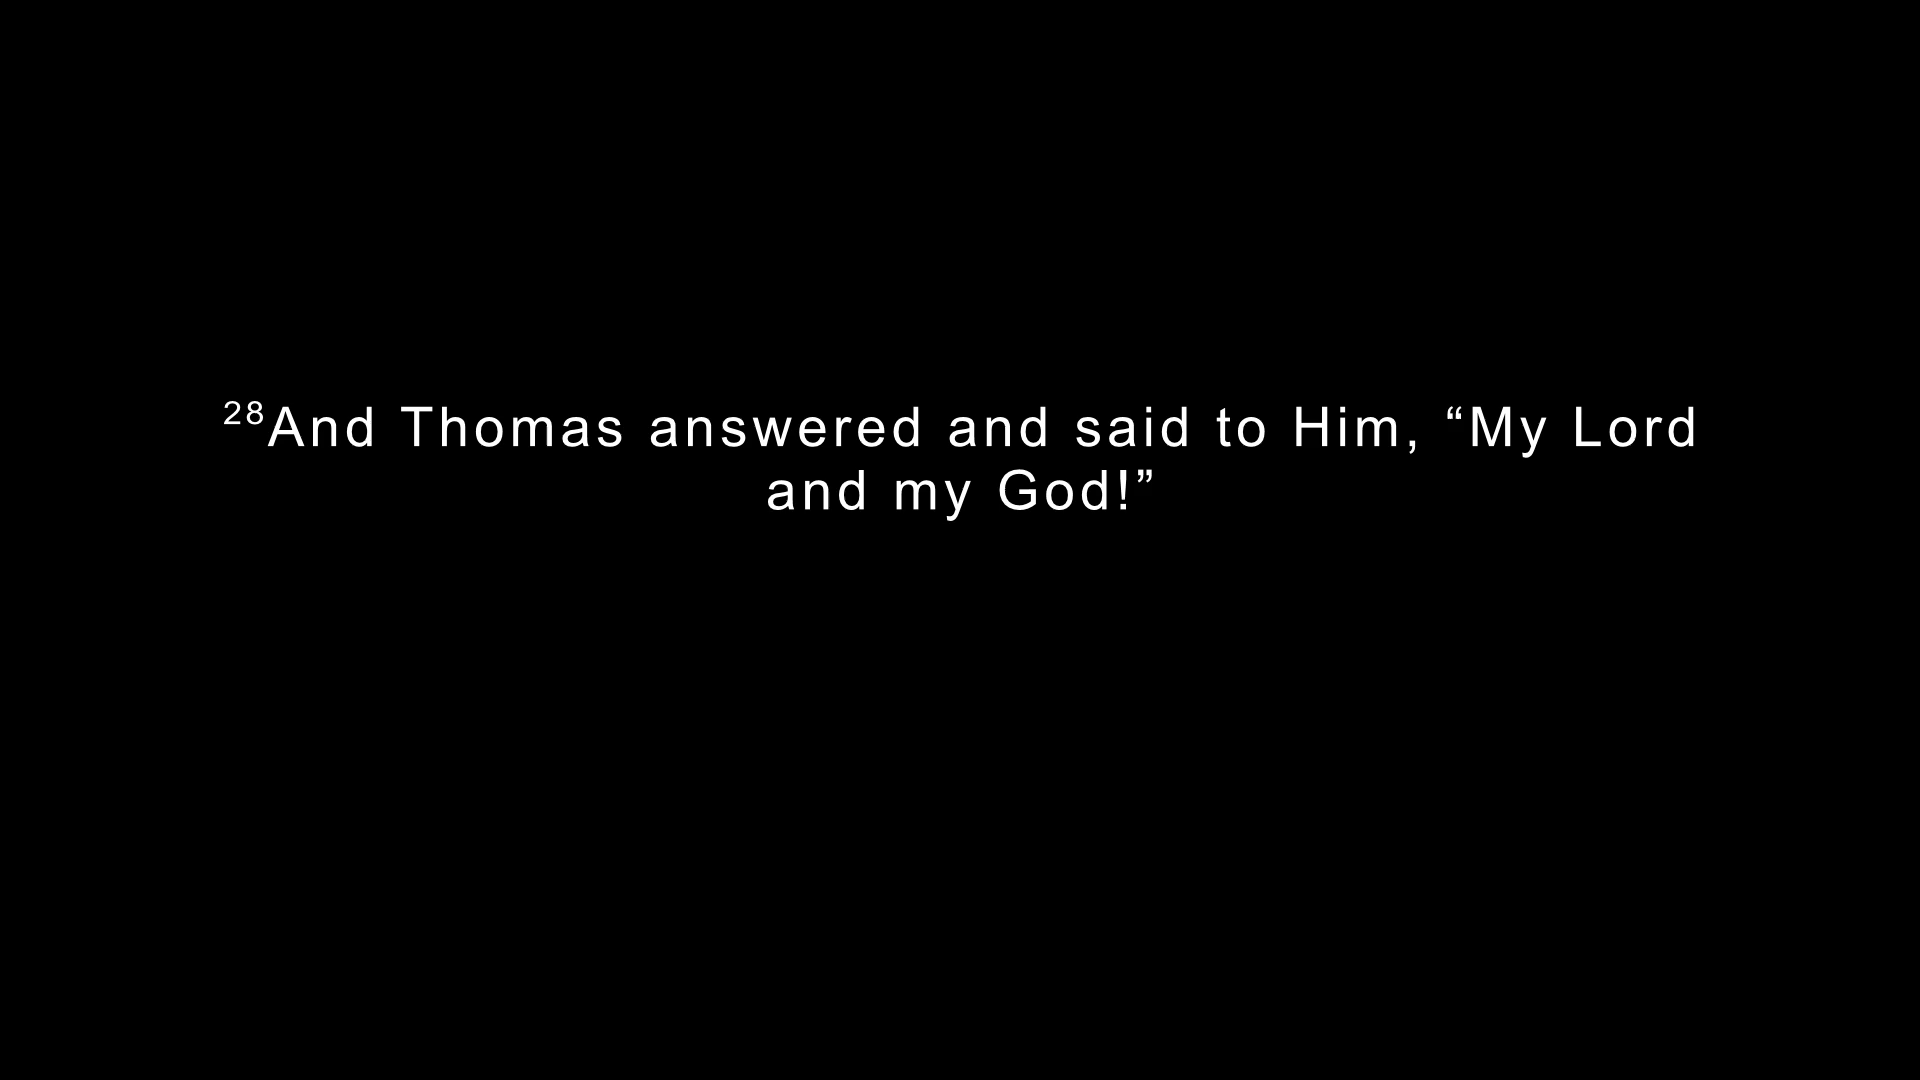 ²⁸And Thomas answered and said to Him, “My Lord
and my God!”